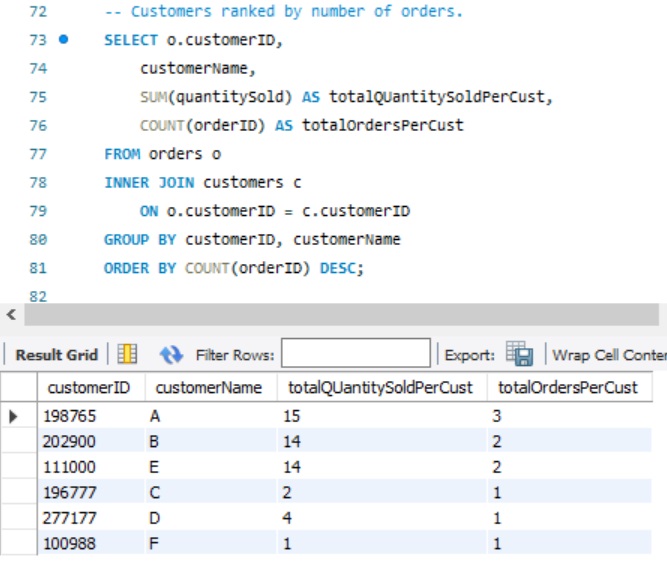 72 -- Customers ranked by number of orders.
73 SELECT o.customerID,
74 customerName,
75 SUM(quantitySold) AS totalQUantitySoldPerCust,
76 COUNT(orderID) AS totalOrdersPerCust
77 FROM orders o
78 INNER JOIN customers c
79 ON o.customerID = c.customerID
80 GROUP BY customerID, customerName
81 ORDER BY COUNT(orderID) DESC;
82
Result Grid Filter Rows: Export: Wrap Cell Conter
customerID customerName totalQUantitySoldPerCust totalOrdersPerCust
198765 A 15 3
202900 B 14 2
111000 E 14 2
196777 C 2 1
277177 D 4 1
100988 F 1 1